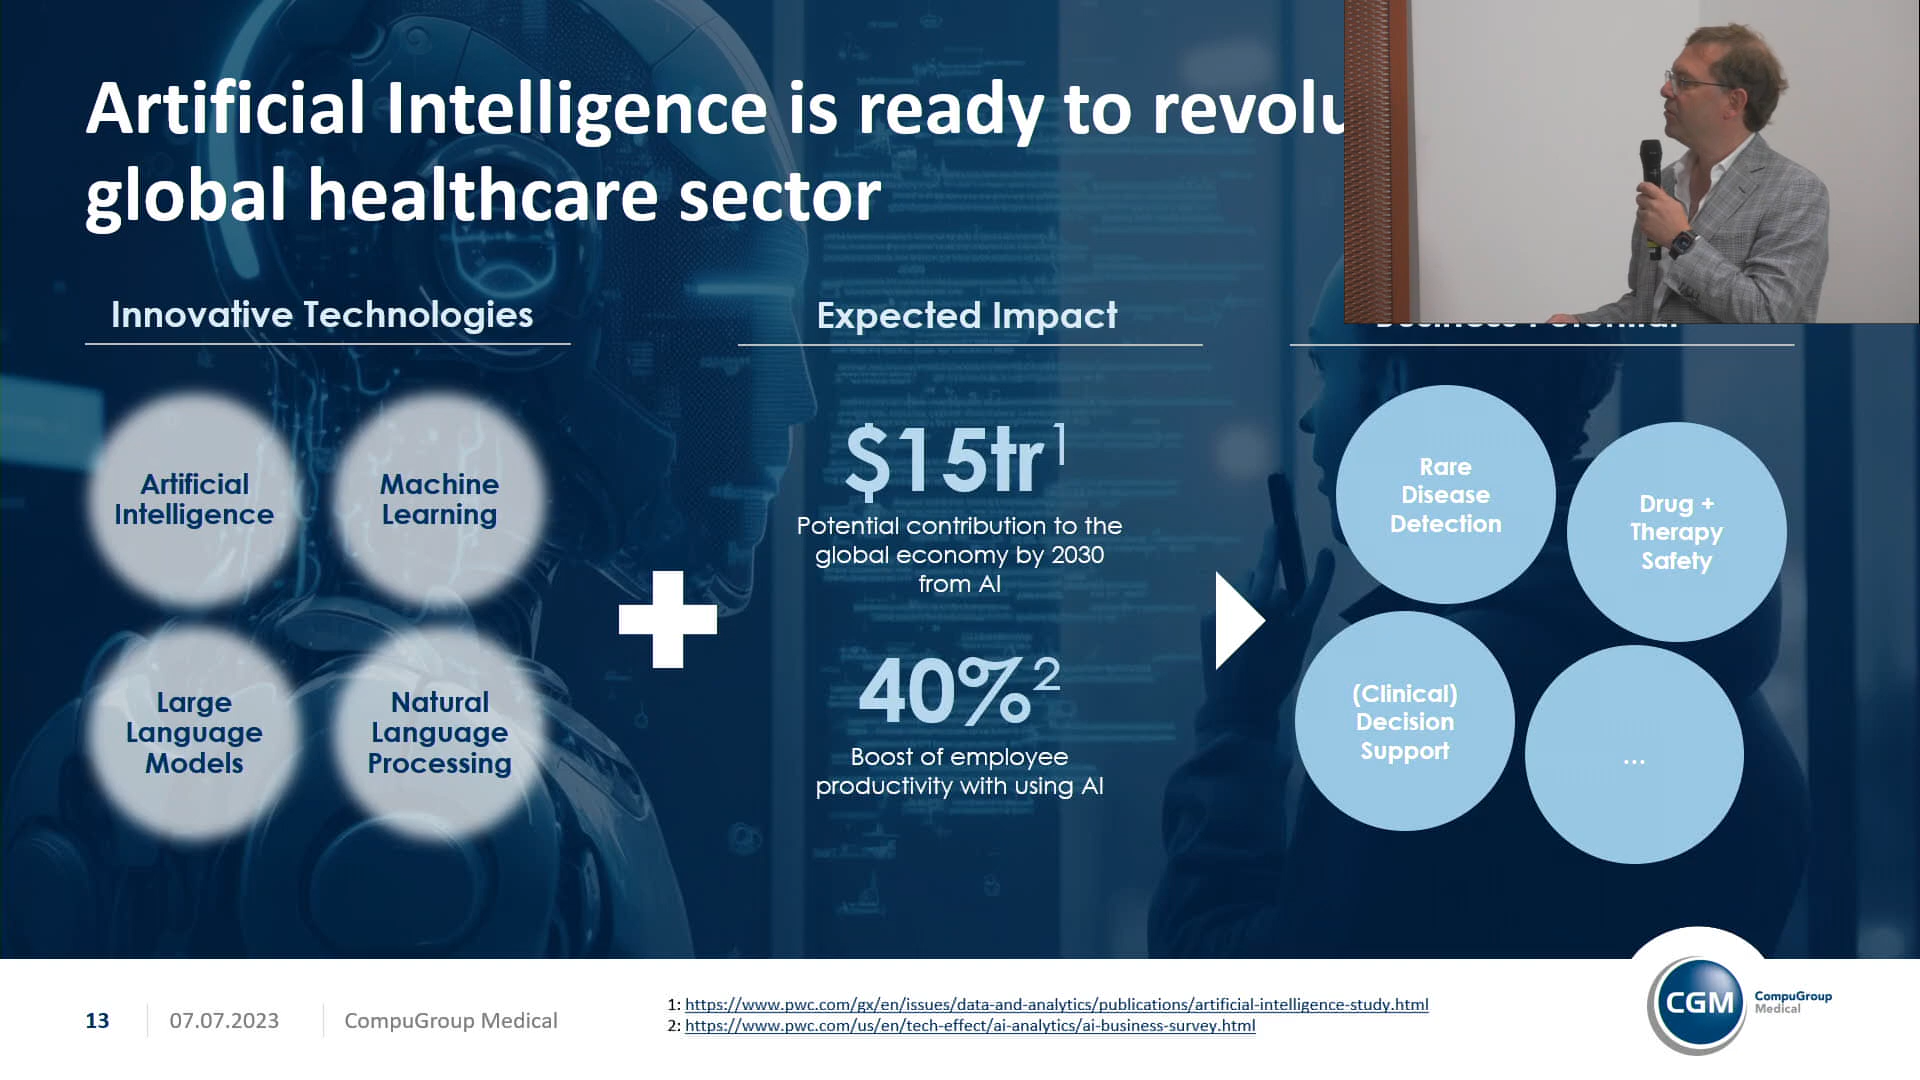 Artificial Intelligence is ready to
global healthcare sector
Innovative Technologies
Artificial
Intelligence
Machine
Learning
Large
Language
Models
Natural
Language
Processing
Expected Impact
$15tr¹
Potential contribution to the
global economy by 2030
from AI
40%²
Boost of employee
productivity with using AI
Rare
Disease
Detection
Drug +
Therapy
Safety
(Clinical)
Decision
Support
...
13
07.07.2023
CompuGroup Medical
1: https://www.pwc.com/gx/en/issues/data-and-analytics/publications/artificial-intelligence-study.html
2: https://www.pwc.com/us/en/tech-effect/ai-analytics/ai-business-survey.html
CGM
CompuGroup
Medical